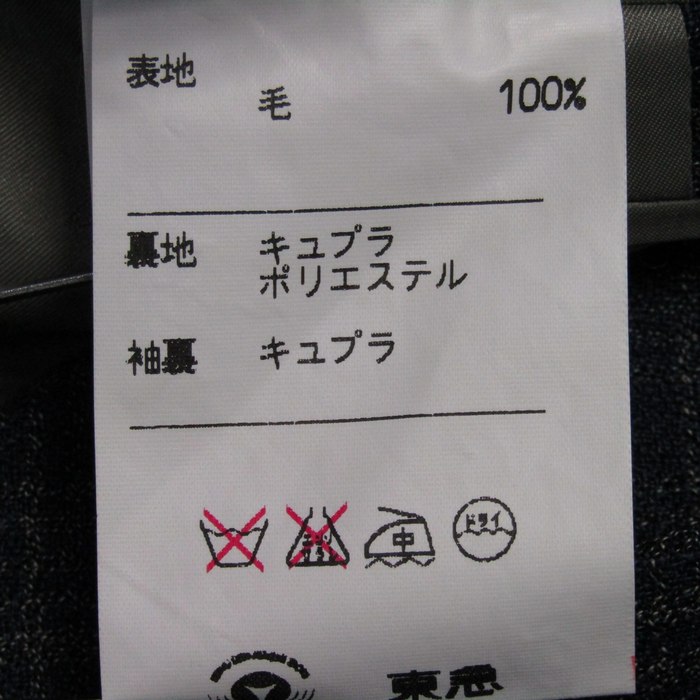 表地
毛 100%
裏地 キュプラ
ポリエステル
袖裏 キュプラ
中 ドライ
東急